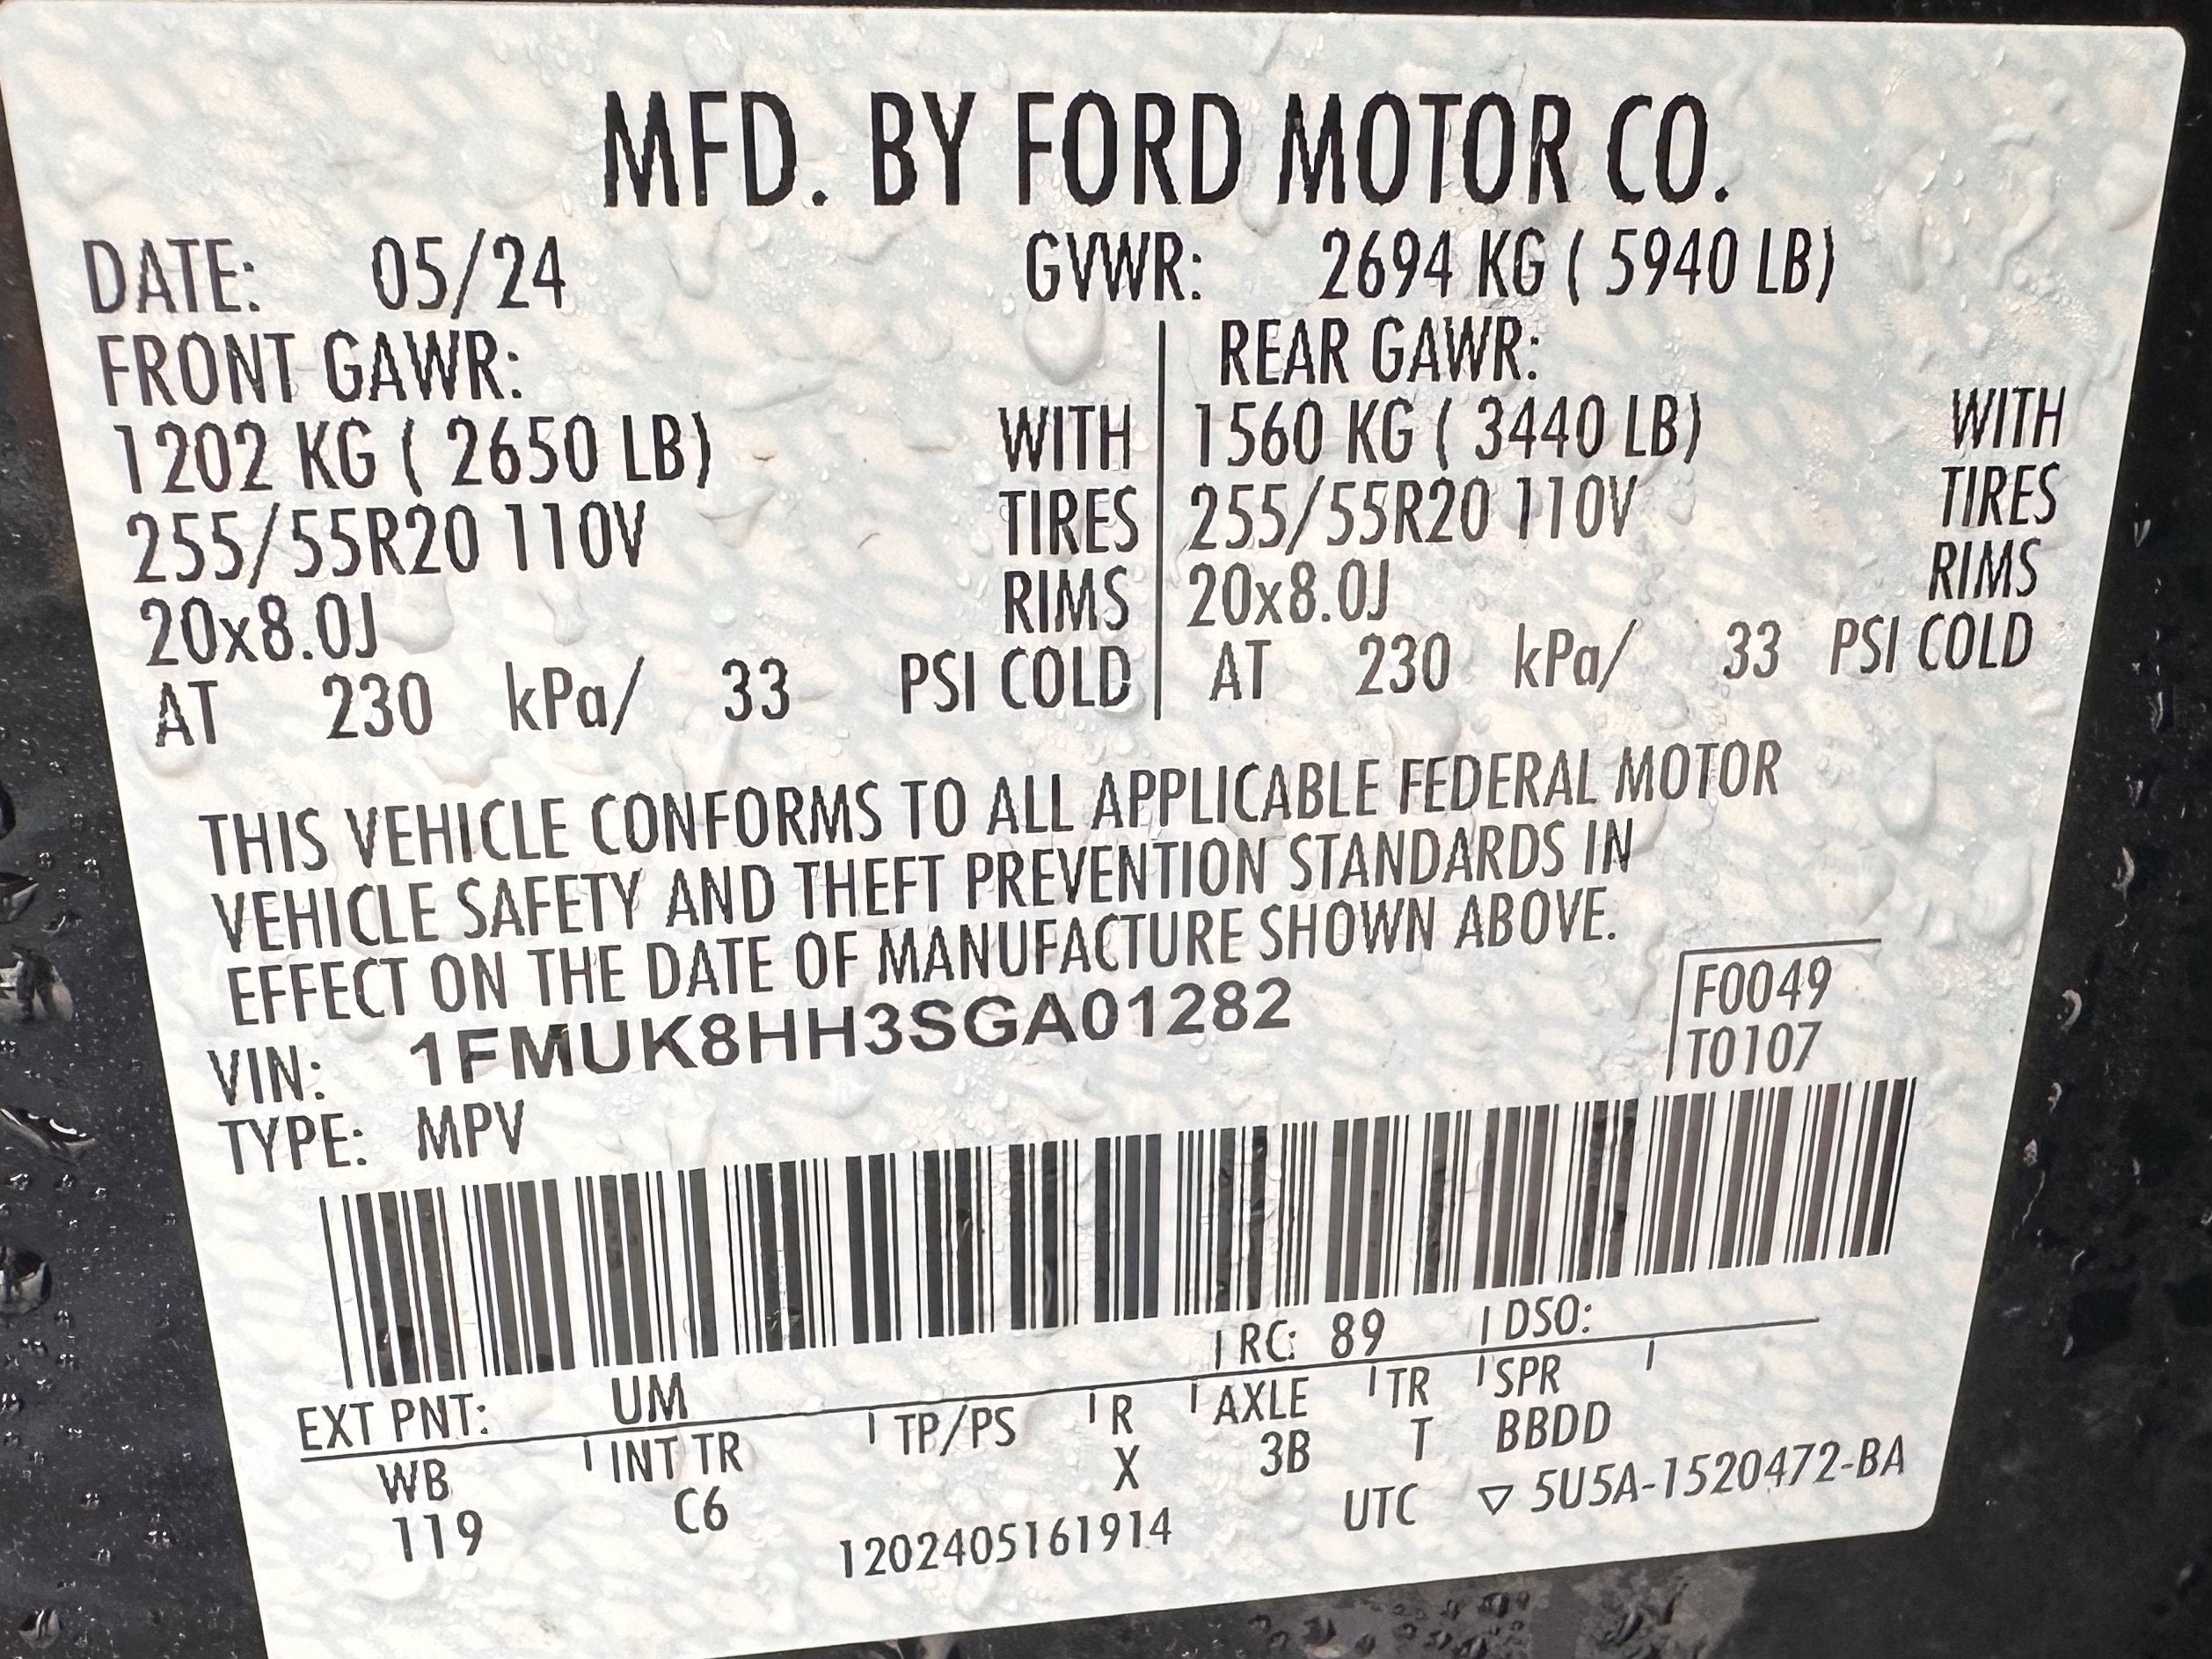 MFD. BY FORD MOTOR CO.
DATE: 05/24 GVWR: 2694 KG ( 5940 LB)
FRONT GAWR: REAR GAWR:
1202 KG ( 2650 LB) WITH 1560 KG ( 3440 LB) WITH
255/55R20 110V TIRES 255/55R20 110V TIRES
20x8.0J RIMS 20x8.0J RIMS
AT 230 kPa/ 33 PSI COLD AT 230 kPa/ 33 PSI COLD
THIS VEHICLE CONFORMS TO ALL APPLICABLE FEDERAL MOTOR
VEHICLE SAFETY AND THEFT PREVENTION STANDARDS IN
EFFECT ON THE DATE OF MANUFACTURE SHOWN ABOVE.
VIN: 1FMUK8HH3SGA01282 F0049
TYPE: MPV T0107
EXT PNT: UM RC: 89 DSO:
WB INT TR TP/PS R AXLE TR SPR
119 C6 X 3B T BBDD
1202405161914 UTC ▽ 5U5A-1520472-BA